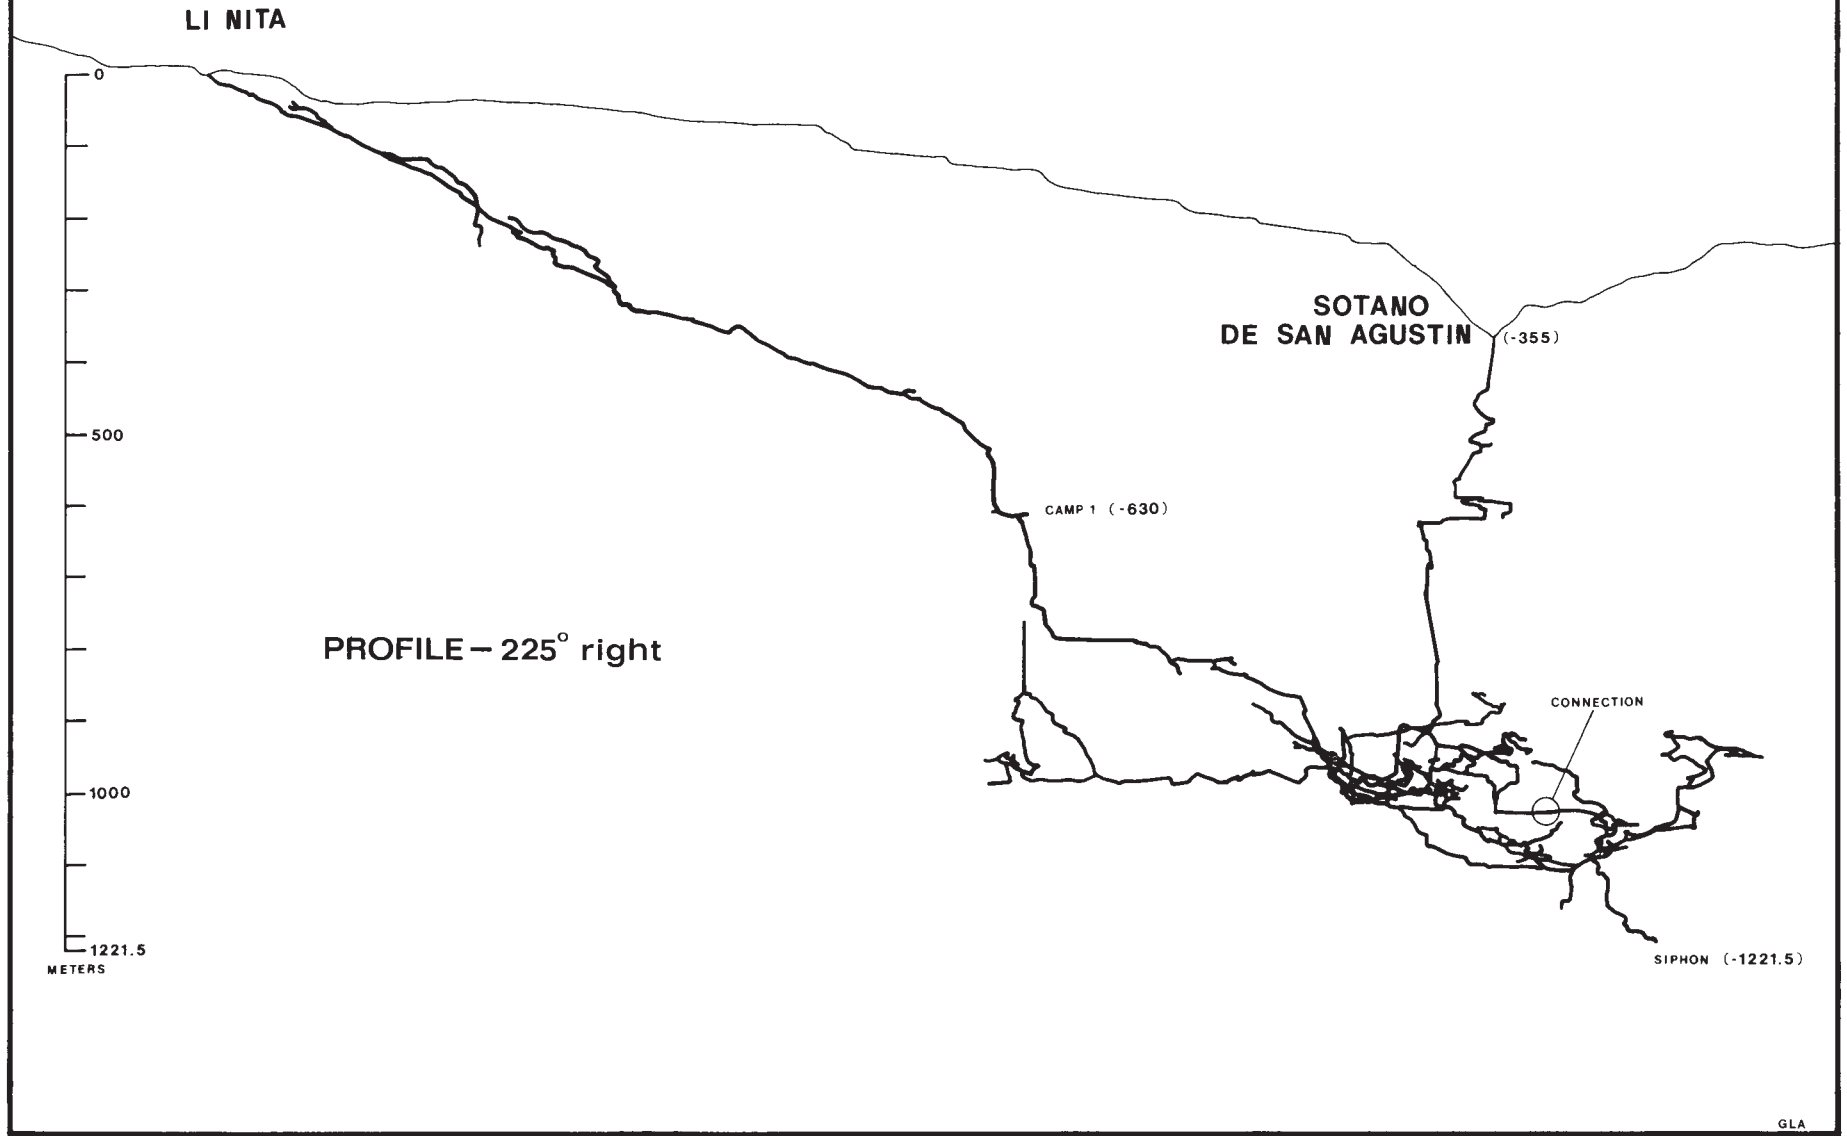 LI NITA
0
SOTANO
DE SAN AGUSTIN (-355)
500
CAMP 1 (-630)
PROFILE – 225° right
CONNECTION
1000
1221.5
METERS
SIPHON (-1221.5)
GLA